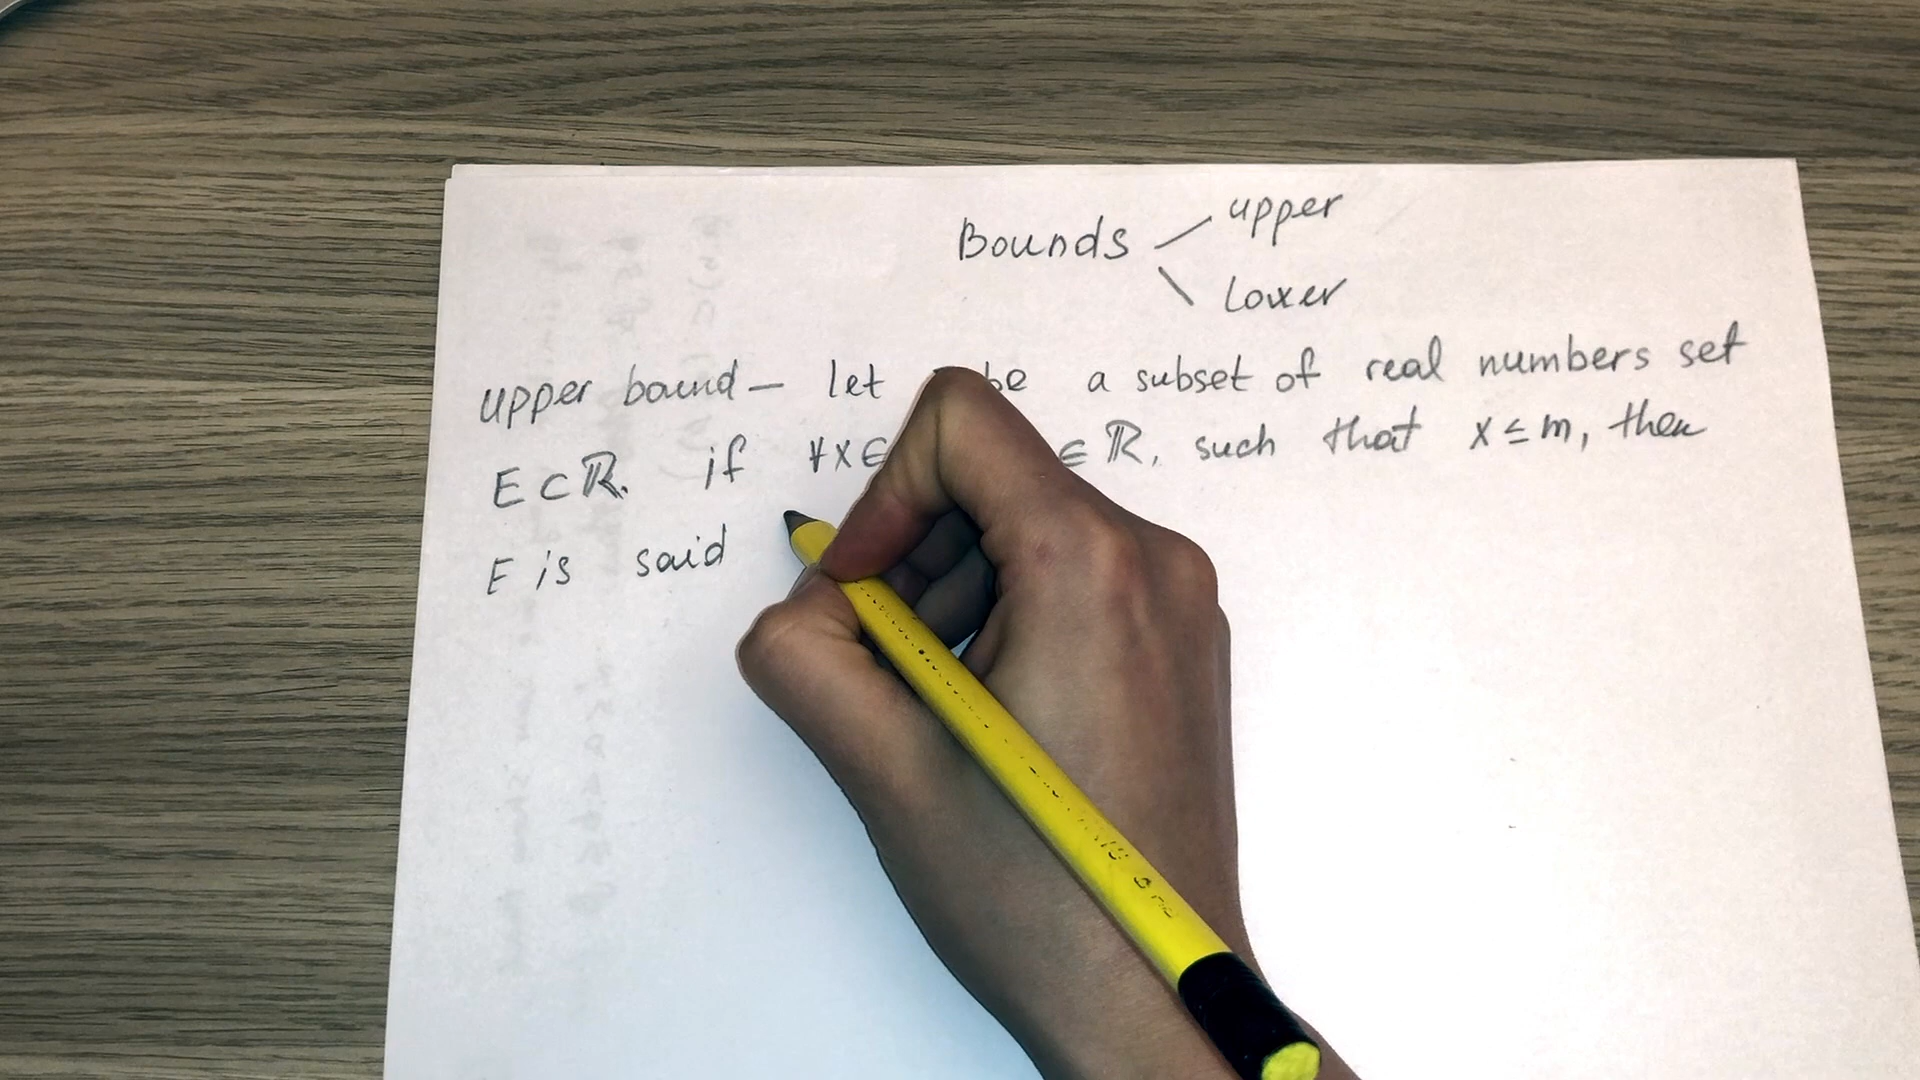 Bounds upper
Lower
upper bound — let be a subset of real numbers set
E⊂ℝ. if ∀x∈ ∈ ℝ, such that x≤m, then
E is said